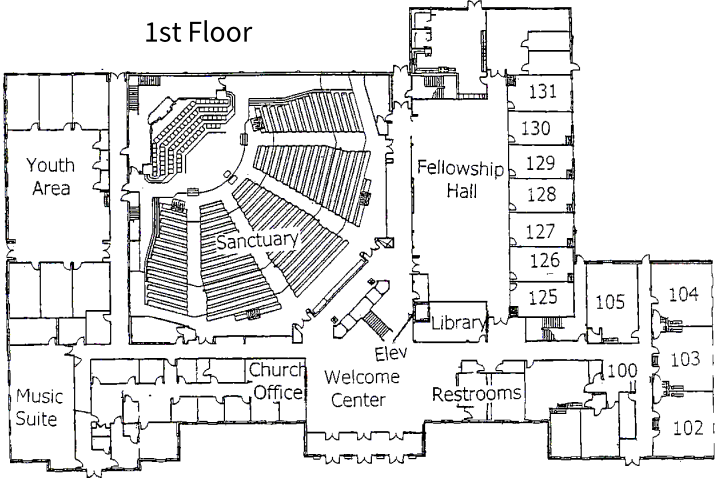 1st Floor
131
130
129
128
127
126
125
Youth
Area
Fellowship
Hall
Sanctuary
105
104
Library
Elev
103
100
Church
Office
Welcome
Center
Restrooms
Music
Suite
102